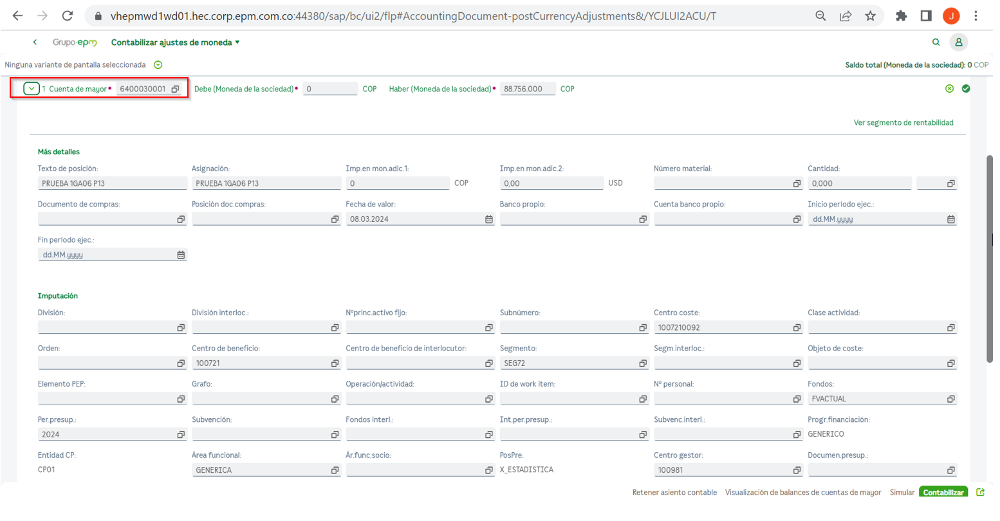 vhepmwd1wd01.hec.corp.epm.com.co:44380/sap/bc/ui2/flp#AccountingDocument-postCurrencyAdjustments&/YCJLUI2ACU/T
J
Grupo·epm Contabilizar ajustes de moneda
Ninguna variante de pantalla seleccionada Saldo total (Moneda de la sociedad): 0 COP
1 Cuenta de mayor 6400030001 Debe (Moneda de la sociedad) 0 COP Haber (Moneda de la sociedad) 88.756.000 COP
Ver segmento de rentabilidad
Más detalles
Texto de posición: Asignación: Imp.en mon.adic.1: Imp.en mon.adic.2: Número material: Cantidad:
PRUEBA 1GA06 P13 PRUEBA 1GA06 P13 0 COP 0,00 USD 0,000
Documento de compras: Posición doc.compras: Fecha de valor: Banco propio: Cuenta banco propio: Inicio período ejec.:
08.03.2024 dd.MM.yyyy
Fin período ejec.:
dd.MM.yyyy
Imputación
División: División interloc.: Nºprinc.activo fijo: Subnúmero: Centro coste: Clase actividad:
1007210092
Orden: Centro de beneficio: Centro de beneficio de interlocutor: Segmento: Segm.interloc.: Objeto de coste:
100721 SEG72
Elemento PEP: Grafo: Operación/actividad: ID de work item: Nº personal: Fondos:
FVACTUAL
Per.presup.: Subvención: Fondos interl.: Int.per.presup.: Subvenc.interl.: Progr.financiación:
2024 GENERICO
Entidad CP: Área funcional: Ár.func.socio: PosPre: Centro gestor: Documen.presup.:
CP01 GENERICA X_ESTADISTICA 100981
Retener asiento contable Visualización de balances de cuentas de mayor Simular Contabilizar